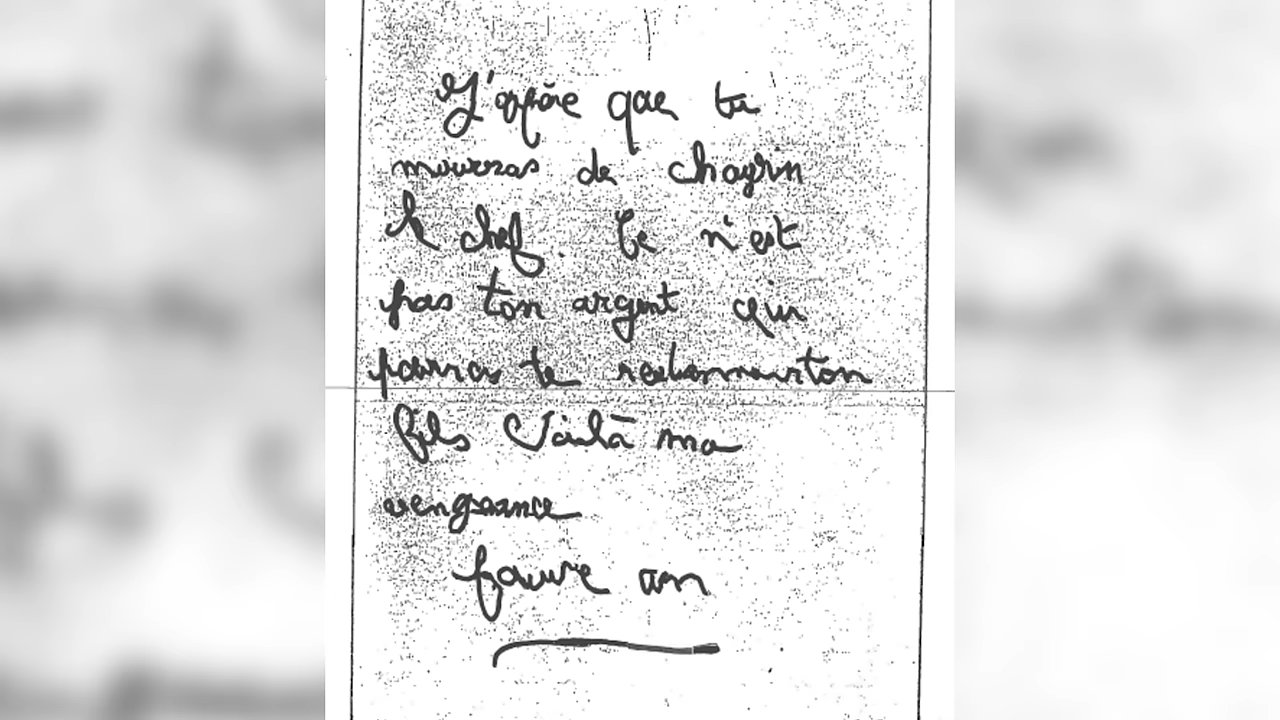 J'espère que tu
mourras de chagrin
le chef. Ce n'est
pas ton argent qui
pourra te redonner ton
fils Voilà ma
vengeance
pauvre con